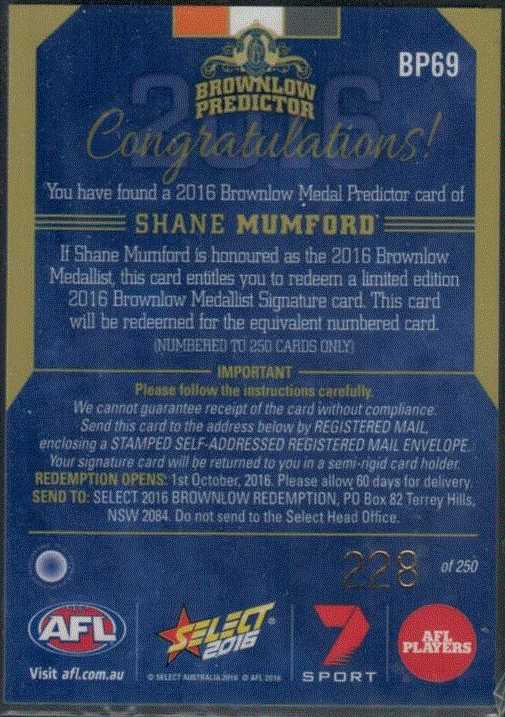 BP69
2016
BROWNLOW
PREDICTOR
Congratulations!
You have found a 2016 Brownlow Medal Predictor card of
SHANE MUMFORD
If Shane Mumford is honoured as the 2016 Brownlow
Medallist, this card entitles you to redeem a limited edition
2016 Brownlow Medallist Signature card. This card
will be redeemed for the equivalent numbered card.
(NUMBERED TO 250 CARDS ONLY)
IMPORTANT
Please follow the instructions carefully.
We cannot guarantee receipt of the card without compliance.
Send this card to the address below by REGISTERED MAIL,
enclosing a STAMPED SELF-ADDRESSED REGISTERED MAIL ENVELOPE.
Your signature card will be returned to you in a semi-rigid card holder.
REDEMPTION OPENS: 1st October, 2016. Please allow 60 days for delivery.
SEND TO: SELECT 2016 BROWNLOW REDEMPTION, PO Box 82 Terrey Hills,
NSW 2084. Do not send to the Select Head Office.
228 of 250
AFL
Visit afl.com.au
SELECT
2016
© SELECT AUSTRALIA 2016 © AFL 2016
7
SPORT
AFL
PLAYERS